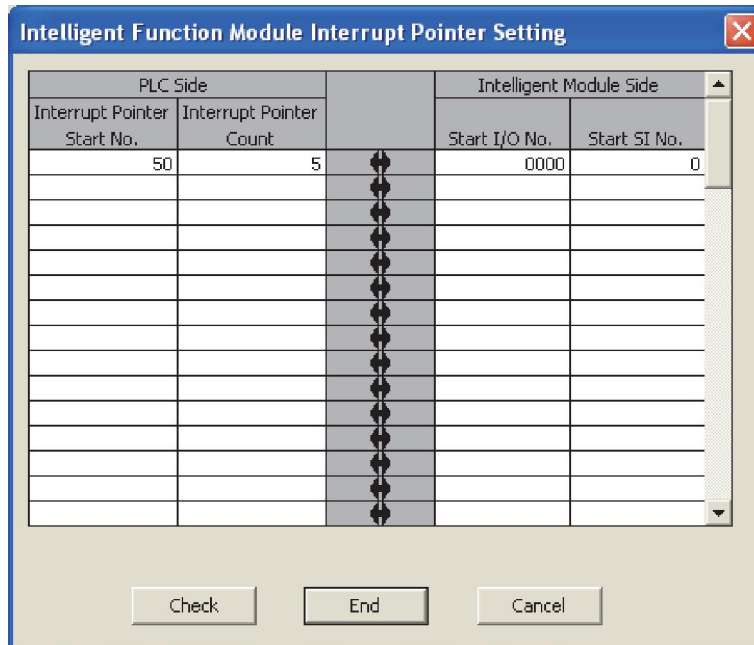 Intelligent Function Module Interrupt Pointer Setting
PLC Side Intelligent Module Side
Interrupt Pointer Interrupt Pointer
Start No. Count Start I/O No. Start SI No.
50 5 0000 0
Check End Cancel